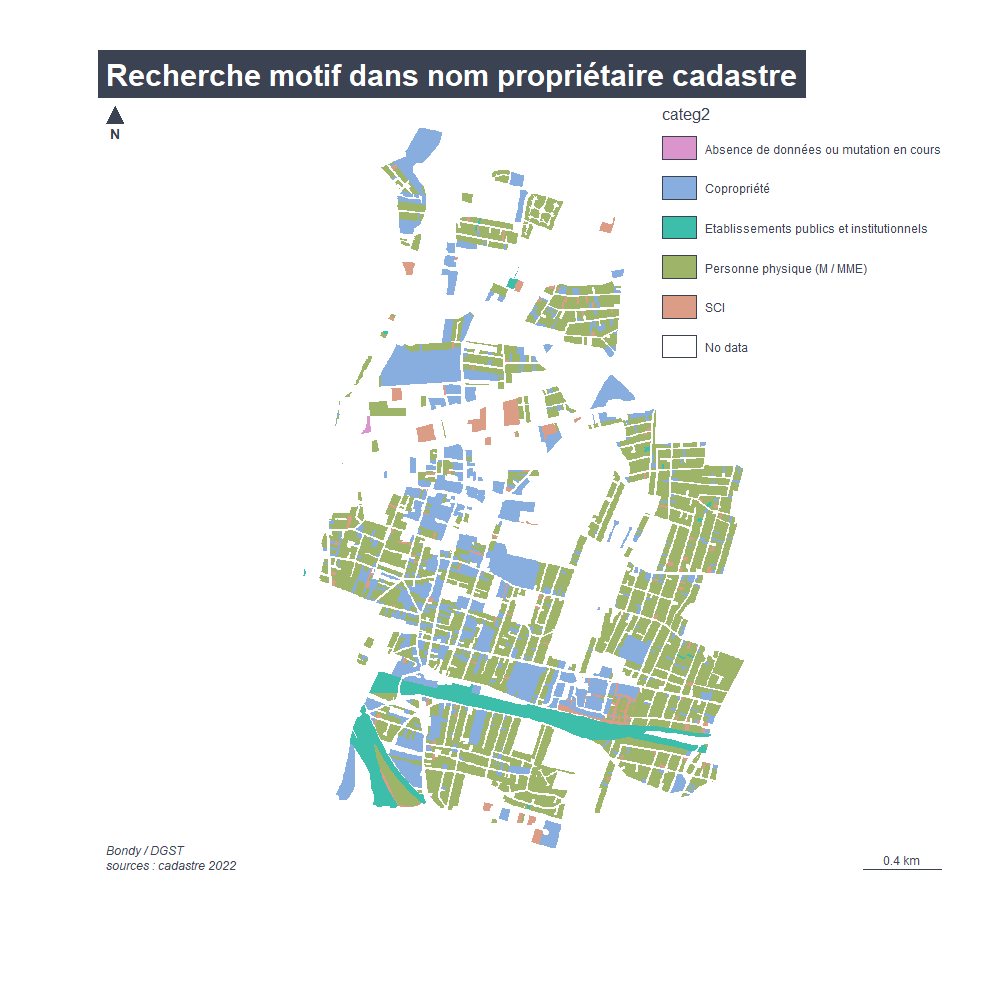 Recherche motif dans nom propriétaire cadastre
N
categ2
Absence de données ou mutation en cours
Copropriété
Etablissements publics et institutionnels
Personne physique (M / MME)
SCI
No data
Bondy / DGST
sources : cadastre 2022
0.4 km